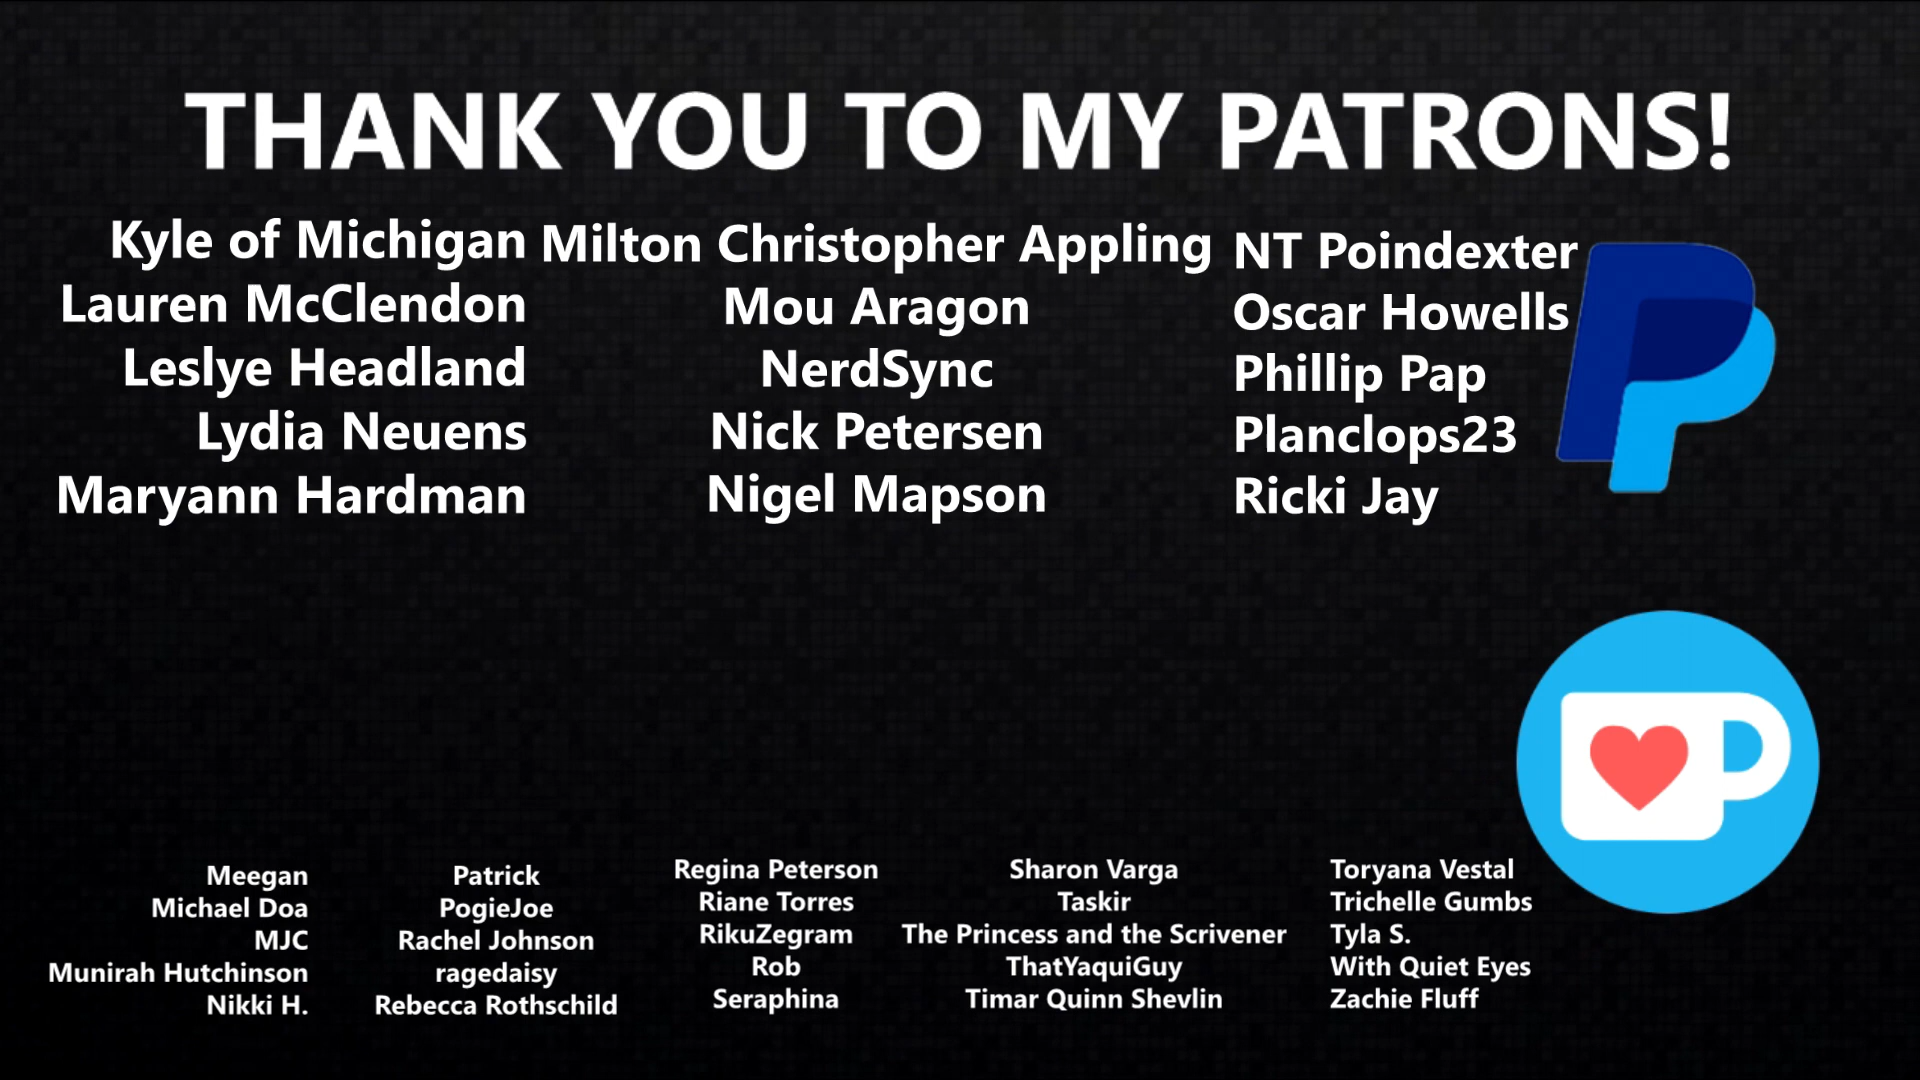 THANK YOU TO MY PATRONS!
Kyle of Michigan
Lauren McClendon
Leslye Headland
Lydia Neuens
Maryann Hardman
Milton Christopher Appling
Mou Aragon
NerdSync
Nick Petersen
Nigel Mapson
NT Poindexter
Oscar Howells
Phillip Pap
Planclops23
Ricki Jay
Meegan
Michael Doa
MJC
Munirah Hutchinson
Nikki H.
Patrick
PogieJoe
Rachel Johnson
ragedaisy
Rebecca Rothschild
Regina Peterson
Riane Torres
RikuZegram
Rob
Seraphina
Sharon Varga
Taskir
The Princess and the Scrivener
ThatYaquiGuy
Timar Quinn Shevlin
Toryana Vestal
Trichelle Gumbs
Tyla S.
With Quiet Eyes
Zachie Fluff